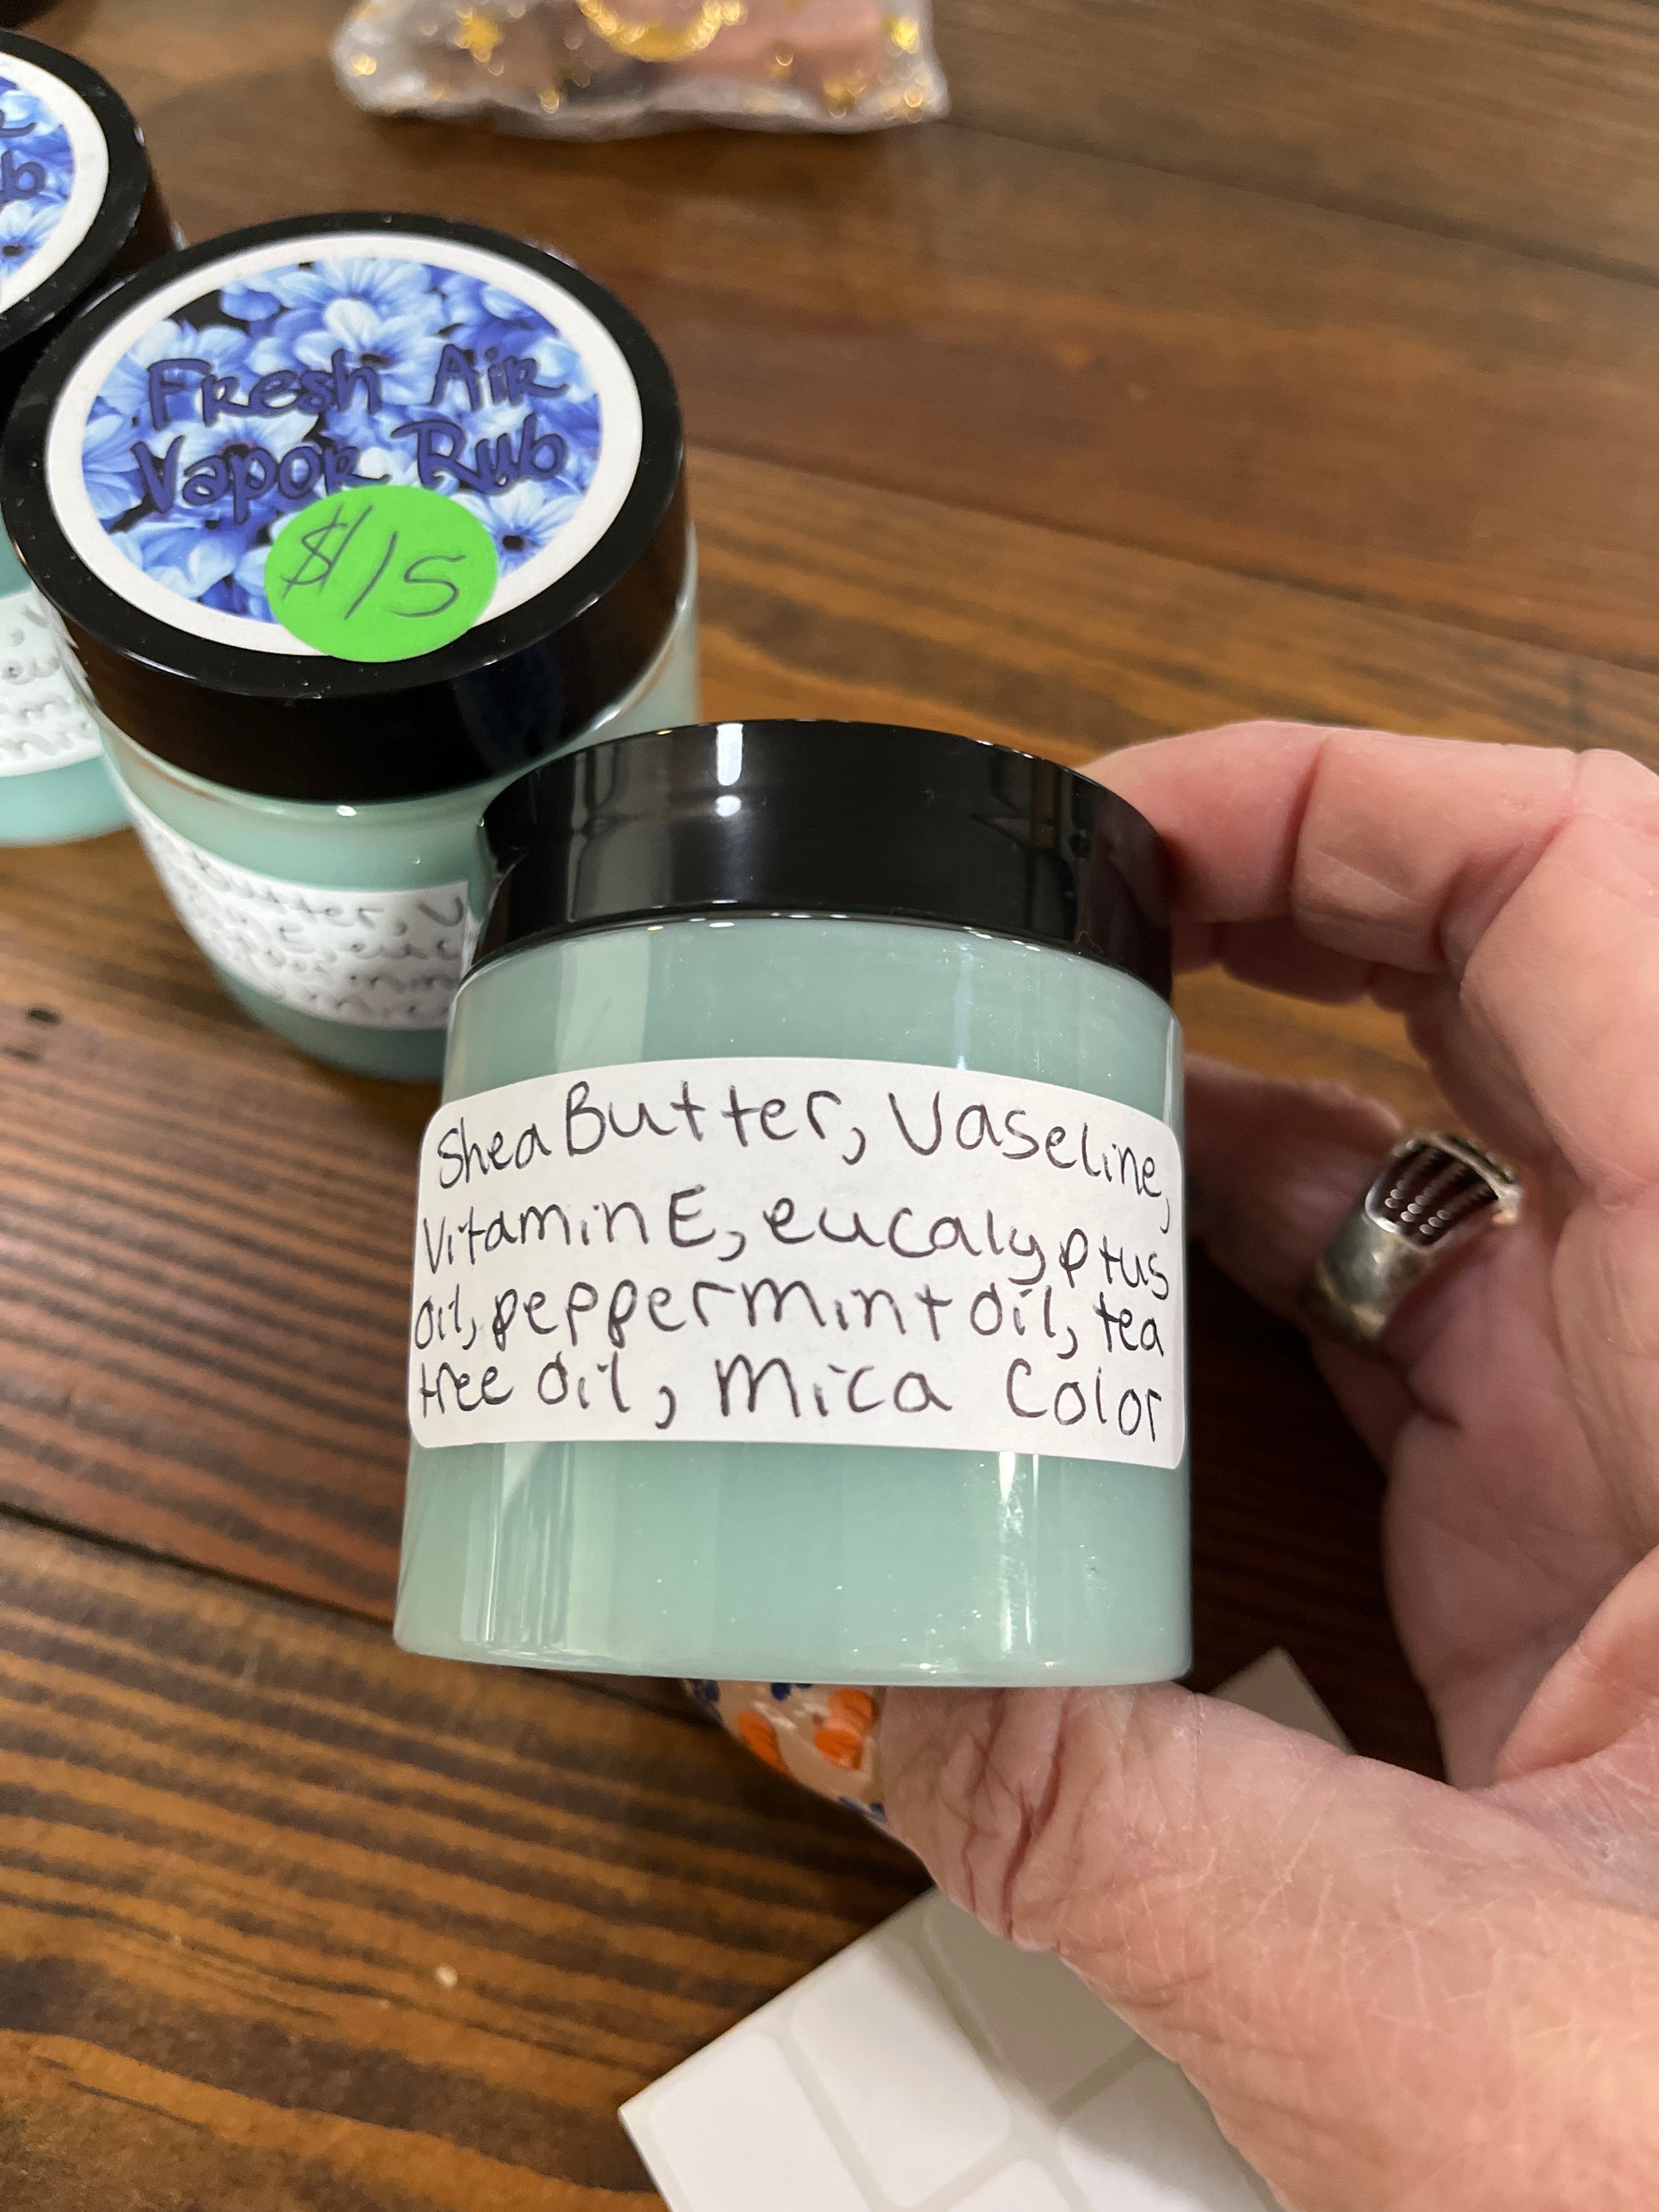 Fresh Air
Vapor Rub
$15
Shea Butter, Vaseline,
Vitamin E, eucalyptus
oil, peppermint oil, tea
tree oil, Mica Color